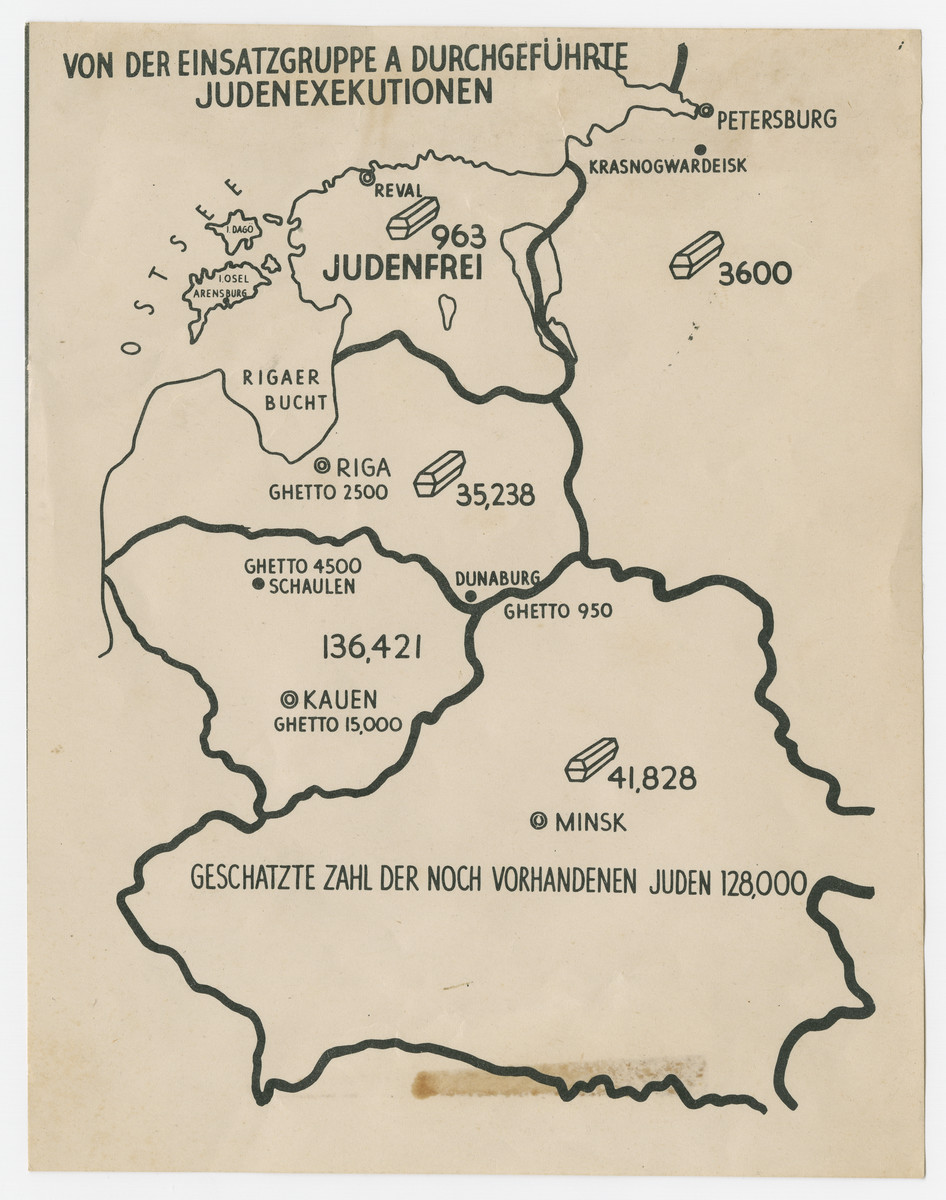 VON DER EINSATZGRUPPE A DURCHGEFÜHRTE
JUDENEXEKUTIONEN
PETERSBURG
KRASNOGWARDEISK
REVAL
963
JUDENFREI
3600
OSTSEE
I. DAGO
I. OSEL
ARENSBURG
RIGAER
BUCHT
RIGA
GHETTO 2500
35,238
GHETTO 4500
SCHAULEN
DUNABURG
GHETTO 950
136,421
KAUEN
GHETTO 15,000
41,828
MINSK
GESCHATZTE ZAHL DER NOCH VORHANDENEN JUDEN 128,000